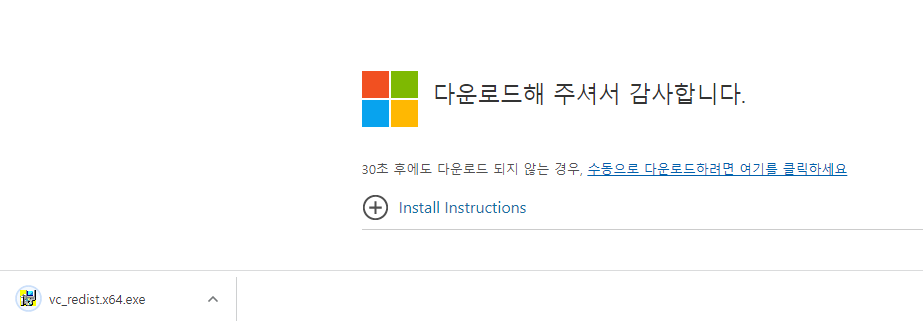 다운로드해 주셔서 감사합니다.
30초 후에도 다운로드 되지 않는 경우, 수동으로 다운로드하려면 여기를 클릭하세요
Install Instructions
vc_redist.x64.exe